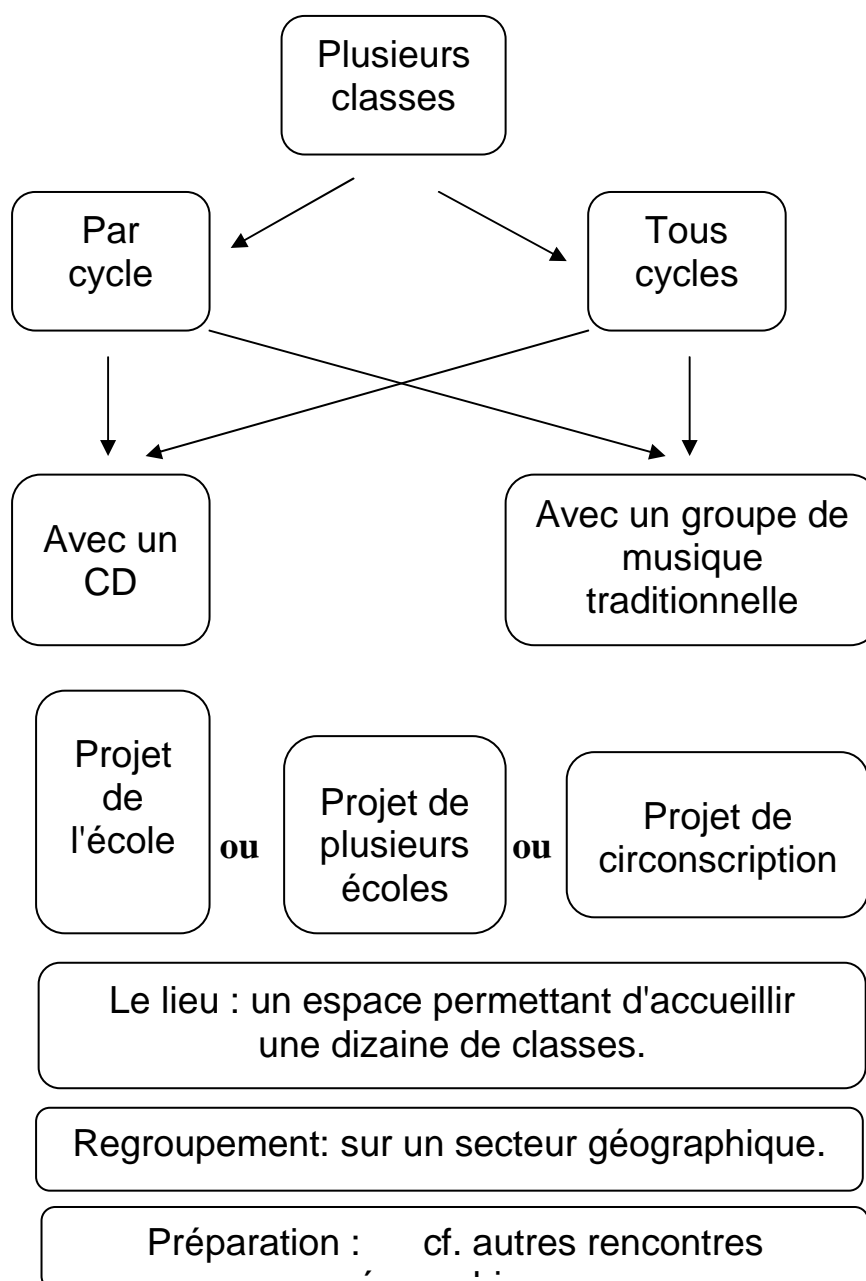 Plusieurs
classes
Par
cycle
Tous
cycles
Avec un
CD
Avec un groupe de
musique
traditionnelle
Projet
de
l'école
ou
Projet de
plusieurs
écoles
ou
Projet de
circonscription
Le lieu : un espace permettant d'accueillir
une dizaine de classes.
Regroupement: sur un secteur géographique.
Préparation : cf. autres rencontres